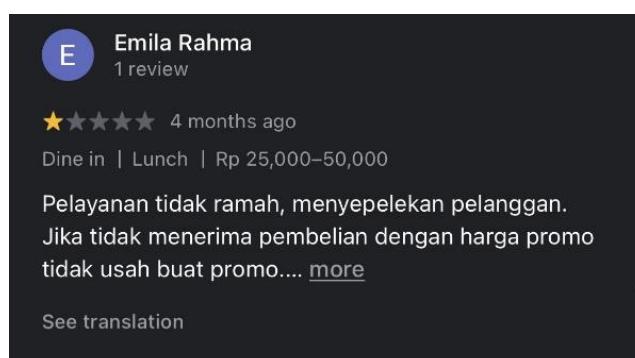 E
Emila Rahma
1 review
4 months ago
Dine in | Lunch | Rp 25,000–50,000
Pelayanan tidak ramah, menyepelekan pelanggan.
Jika tidak menerima pembelian dengan harga promo
tidak usah buat promo.... more
See translation